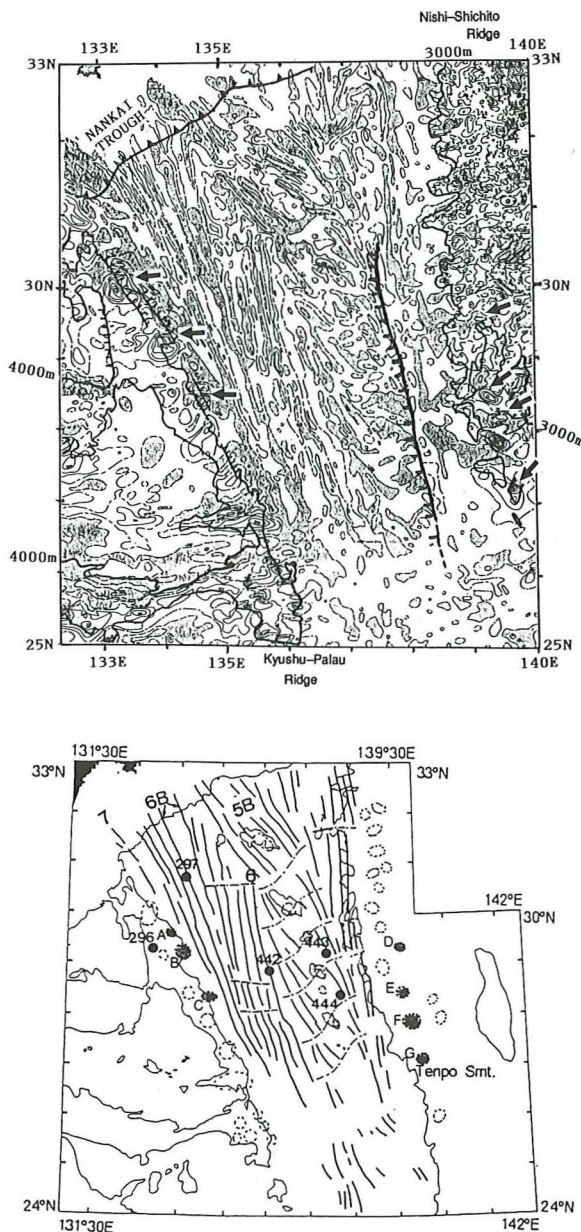 Nishi–Shichito
Ridge
133E 135E 3000m 140E
33N 33N
NANKAI
TROUGH
30N 30N
4000m
3000m
4000m
25N 25N
133E 135E Kyushu–Palau 140E
Ridge
131°30E 139°30E
33°N 33°N
7 6B 5B
297 6
142°E
30°N
296 A B 442 443 D
C 444 E
F
G
Tenpo Smt.
24°N 24°N
131°30E 142°E